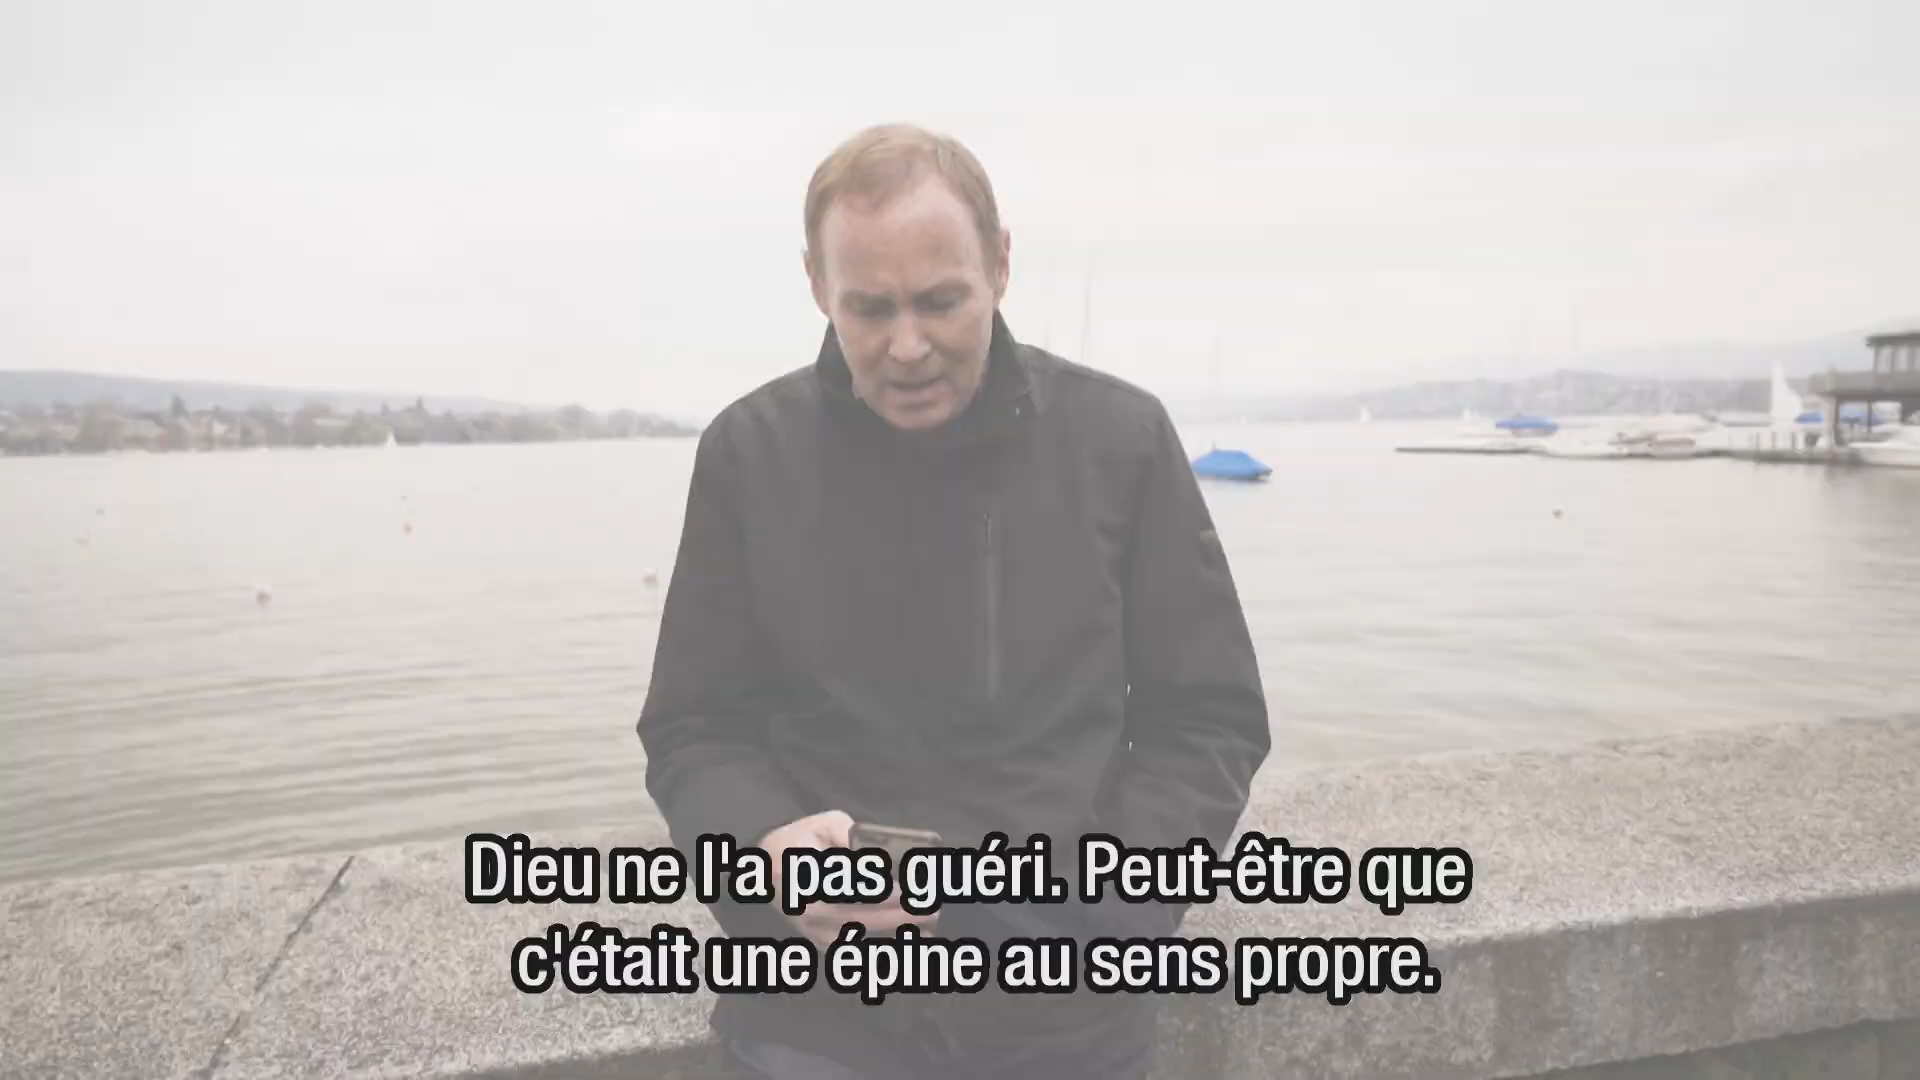 Dieu ne l'a pas guéri. Peut-être que
c'était une épine au sens propre.